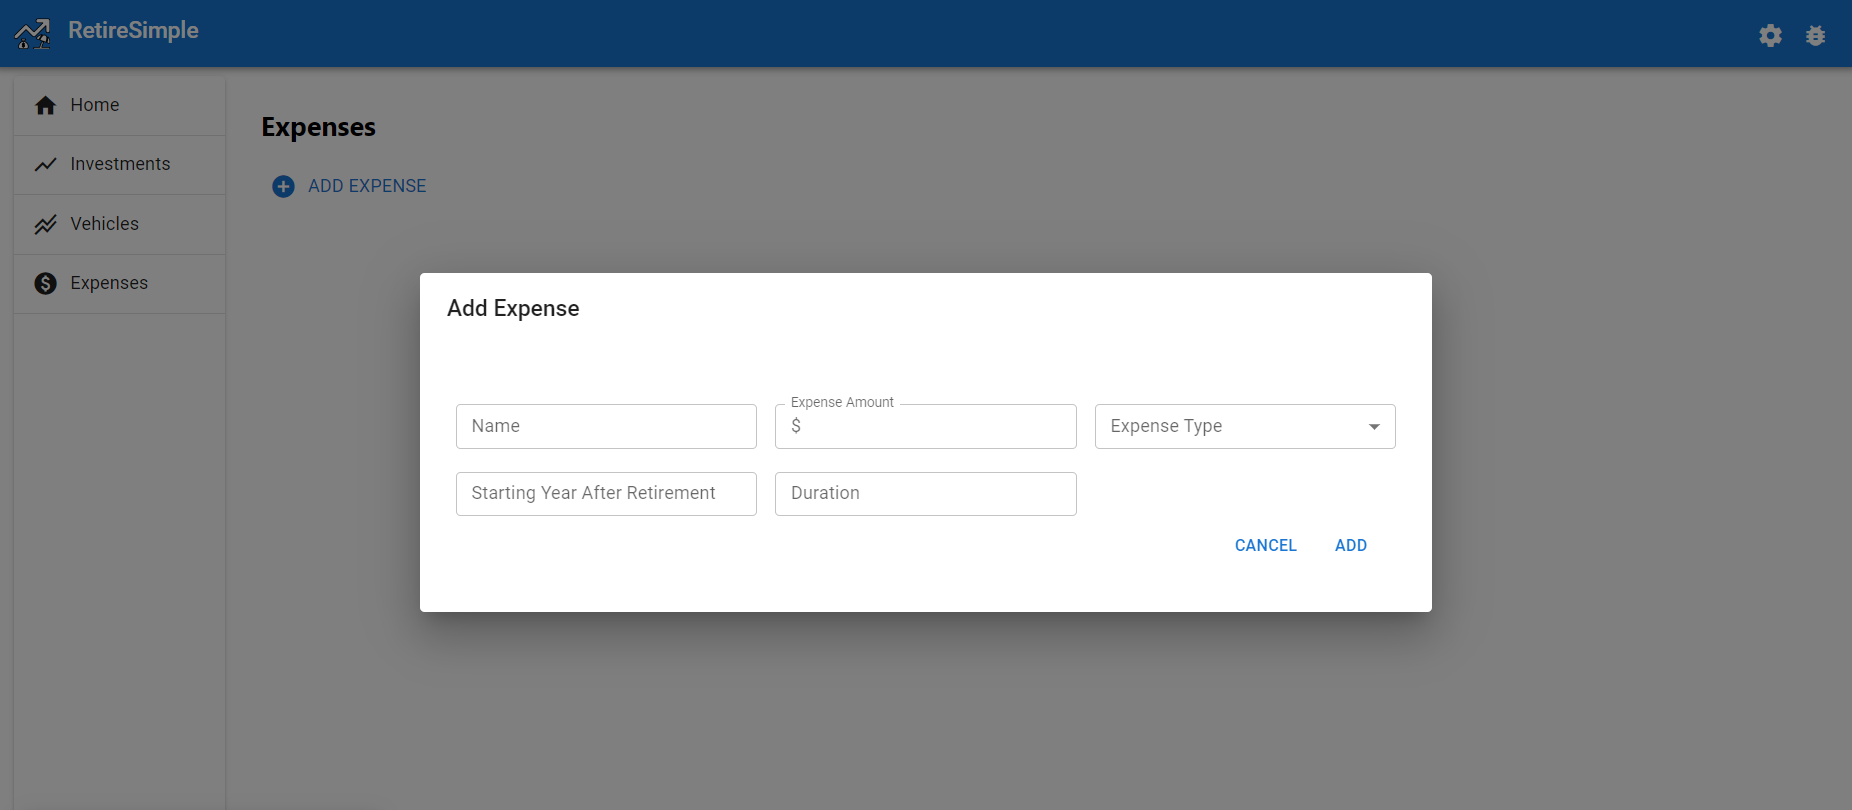 RetireSimple
Home
Investments
Vehicles
Expenses
Expenses
ADD EXPENSE
Add Expense
Name
Expense Amount
$
Expense Type
Starting Year After Retirement
Duration
CANCEL
ADD